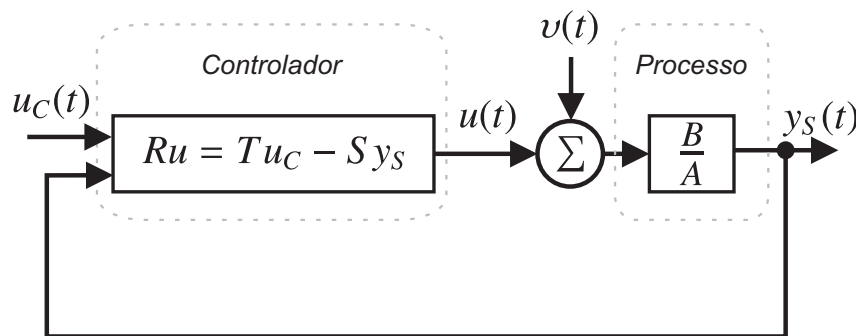 υ(t)
Controlador
Processo
u_C(t)
u(t)
y_S(t)
Ru = Tu_C − Sy_S
Σ
B
A